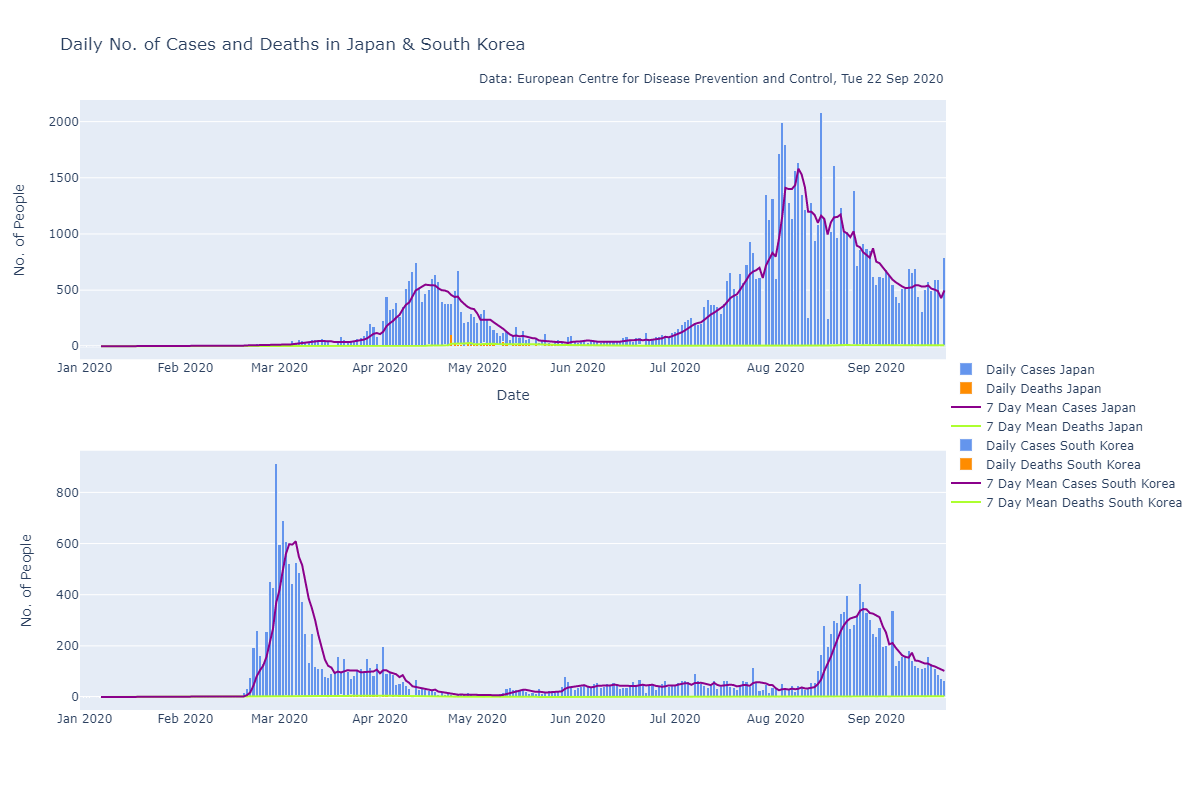 Daily No. of Cases and Deaths in Japan & South Korea
Data: European Centre for Disease Prevention and Control, Tue 22 Sep 2020
No. of People
2000
1500
1000
500
0
Jan 2020 Feb 2020 Mar 2020 Apr 2020 May 2020 Jun 2020 Jul 2020 Aug 2020 Sep 2020
Date
Daily Cases Japan
Daily Deaths Japan
7 Day Mean Cases Japan
7 Day Mean Deaths Japan
Daily Cases South Korea
Daily Deaths South Korea
7 Day Mean Cases South Korea
7 Day Mean Deaths South Korea
No. of People
800
600
400
200
0
Jan 2020 Feb 2020 Mar 2020 Apr 2020 May 2020 Jun 2020 Jul 2020 Aug 2020 Sep 2020